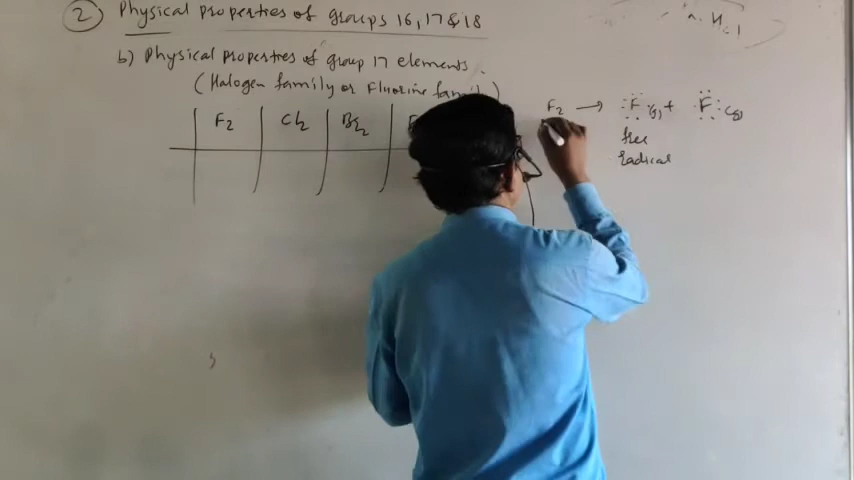 2 Physical properties of groups 16, 17 & 18
b) Physical properties of group 17 elements.
(Halogen family or Fluorine family)
F2 Cl2 Br2
F2 → F (g) + F (g)
free
radical